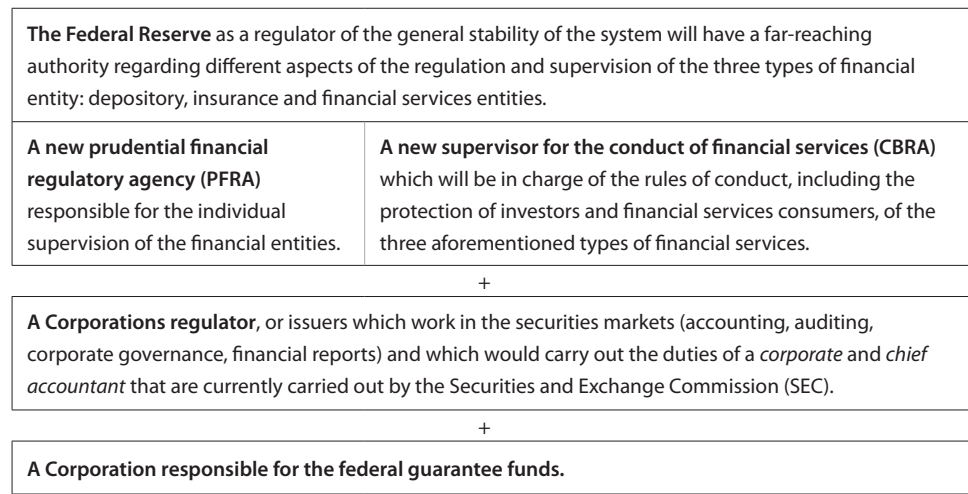 The Federal Reserve as a regulator of the general stability of the system will have a far-reaching
authority regarding different aspects of the regulation and supervision of the three types of financial
entity: depository, insurance and financial services entities.
A new prudential financial
regulatory agency (PFRA)
responsible for the individual
supervision of the financial entities.
A new supervisor for the conduct of financial services (CBRA)
which will be in charge of the rules of conduct, including the
protection of investors and financial services consumers, of the
three aforementioned types of financial services.
+
A Corporations regulator, or issuers which work in the securities markets (accounting, auditing,
corporate governance, financial reports) and which would carry out the duties of a corporate and chief
accountant that are currently carried out by the Securities and Exchange Commission (SEC).
+
A Corporation responsible for the federal guarantee funds.